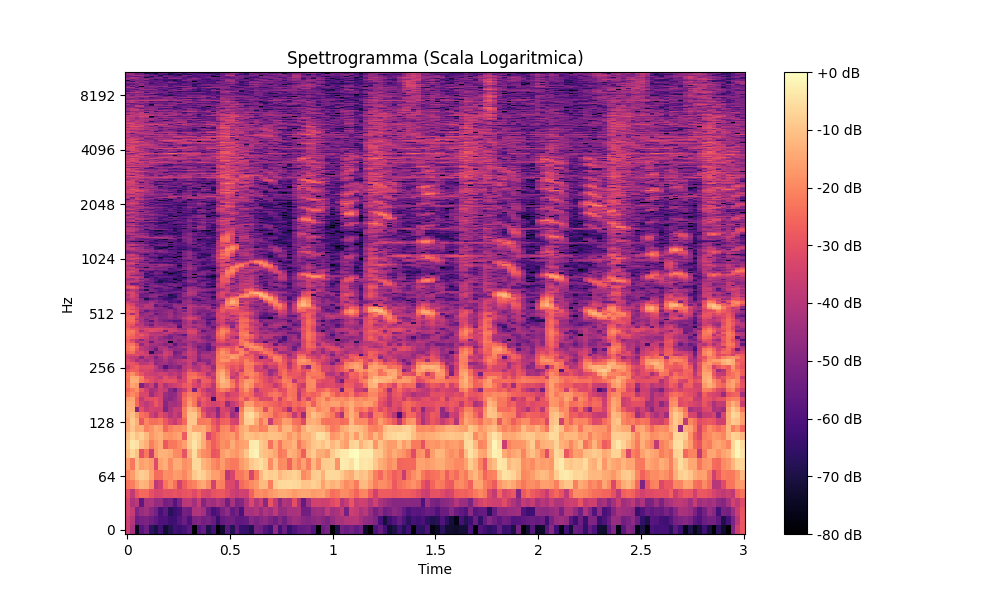 Spettrogramma (Scala Logaritmica)
Hz
8192
4096
2048
1024
512
256
128
64
0
0 0.5 1 1.5 2 2.5 3
Time
+0 dB
-10 dB
-20 dB
-30 dB
-40 dB
-50 dB
-60 dB
-70 dB
-80 dB